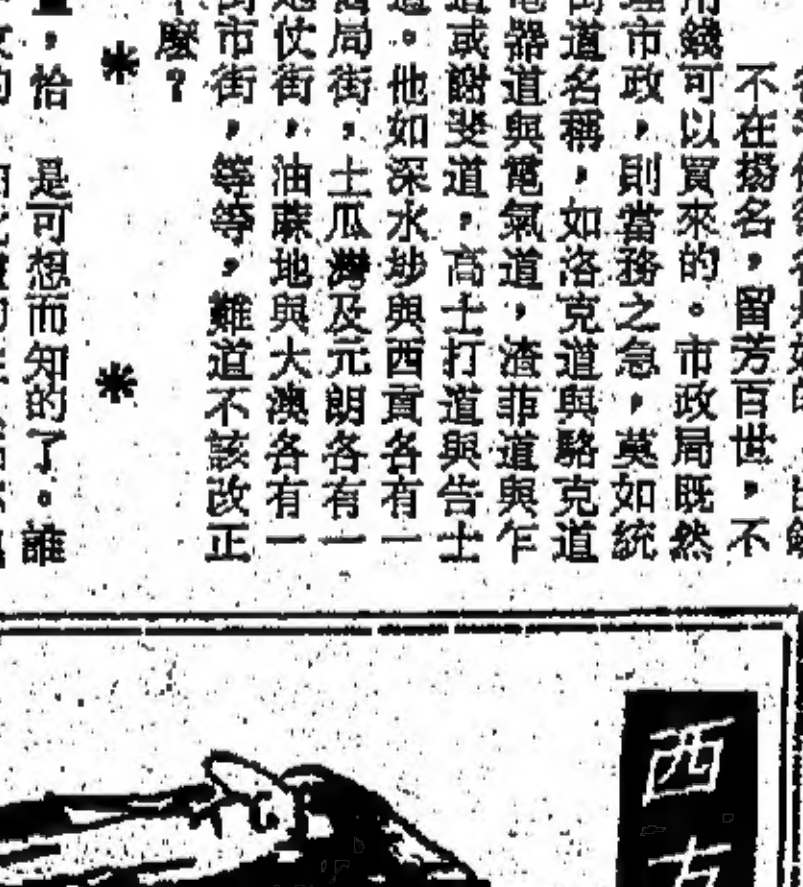 不在揚名，留芳百世，不
用錢可以買來的。市政局既然
理市政，則當務之急，莫如統
街道名稱，如洛克道與駱克道
器道與電氣道，渣菲道與乍
道或謝斐道，高士打道與告士
道。他如深水埗與西貢各有一
局街，土瓜灣及元朗各有一
仗街，油蔴地與大澳各有一
街市街，等等，難道不該改正
麼？
＊　＊
，恰　是可想而知的了。誰
西